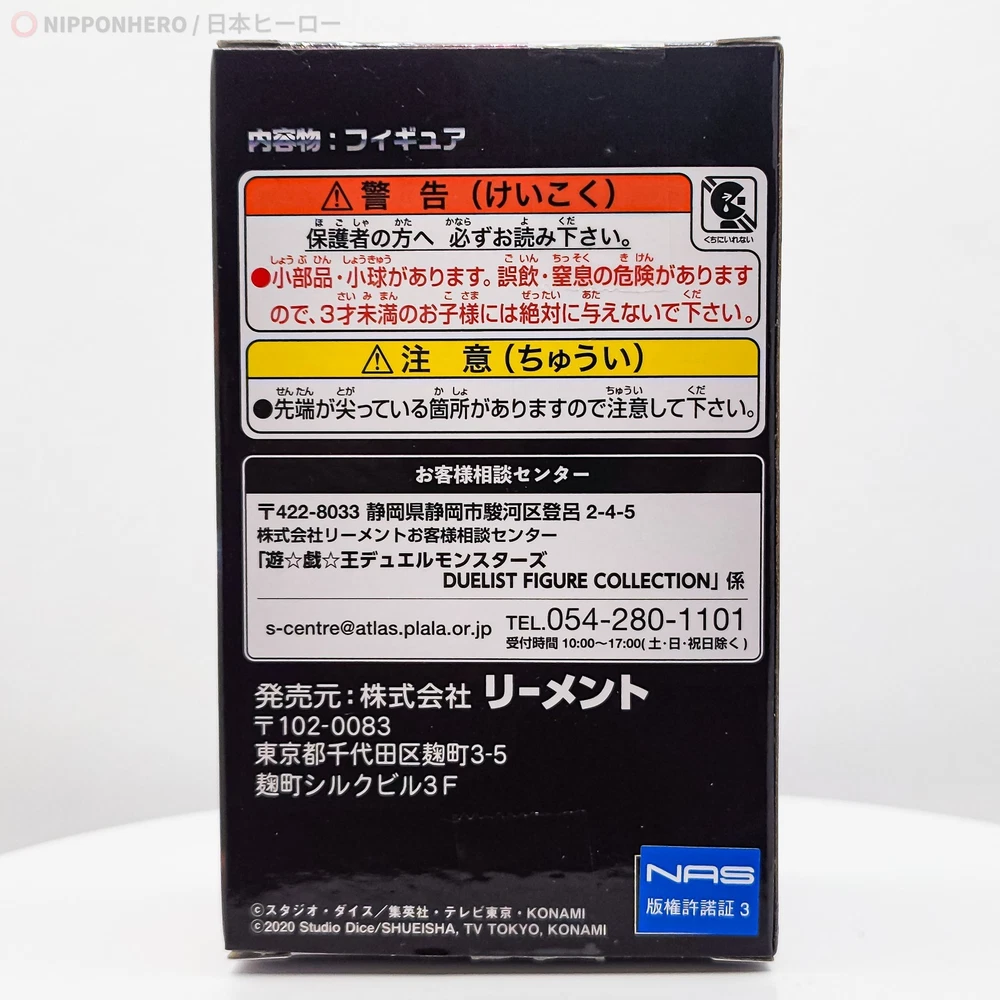 NIPPONHERO / 日本ヒーロー
内容物：フィギュア
⚠警 告（けいこく）
くちにいれない
ほごしゃ かた かなら よ くだ
保護者の方へ 必ずお読み下さい。
しょうぶひん しょうきゅう ごいん ちっそく きけん
●小部品・小球があります。誤飲・窒息の危険があります
さいみまん こさま ぜったい あた くだ
ので、3才未満のお子様には絶対に与えないで下さい。
⚠注 意（ちゅうい）
せんたん とが かしょ ちゅうい くだ
●先端が尖っている箇所がありますので注意して下さい。
お客様相談センター
〒422-8033 静岡県静岡市駿河区登呂 2-4-5
株式会社リーメントお客様相談センター
「遊☆戯☆王デュエルモンスターズ
DUELIST FIGURE COLLECTION」係
s-centre@atlas.plala.or.jp TEL.054-280-1101
受付時間 10:00〜17:00(土・日・祝日除く)
発売元：株式会社 リーメント
〒102-0083
東京都千代田区麹町3-5
麹町シルクビル3F
NAS
版権許諾証 3
©スタジオ・ダイス／集英社・テレビ東京・KONAMI
©2020 Studio Dice/SHUEISHA, TV TOKYO, KONAMI